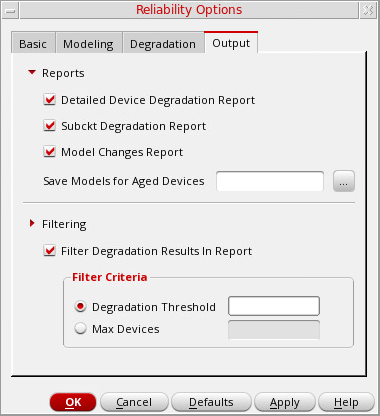 Reliability Options
Basic Modeling Degradation Output
Reports
Detailed Device Degradation Report
Subckt Degradation Report
Model Changes Report
Save Models for Aged Devices ...
Filtering
Filter Degradation Results In Report
Filter Criteria
Degradation Threshold
Max Devices
OK Cancel Defaults Apply Help